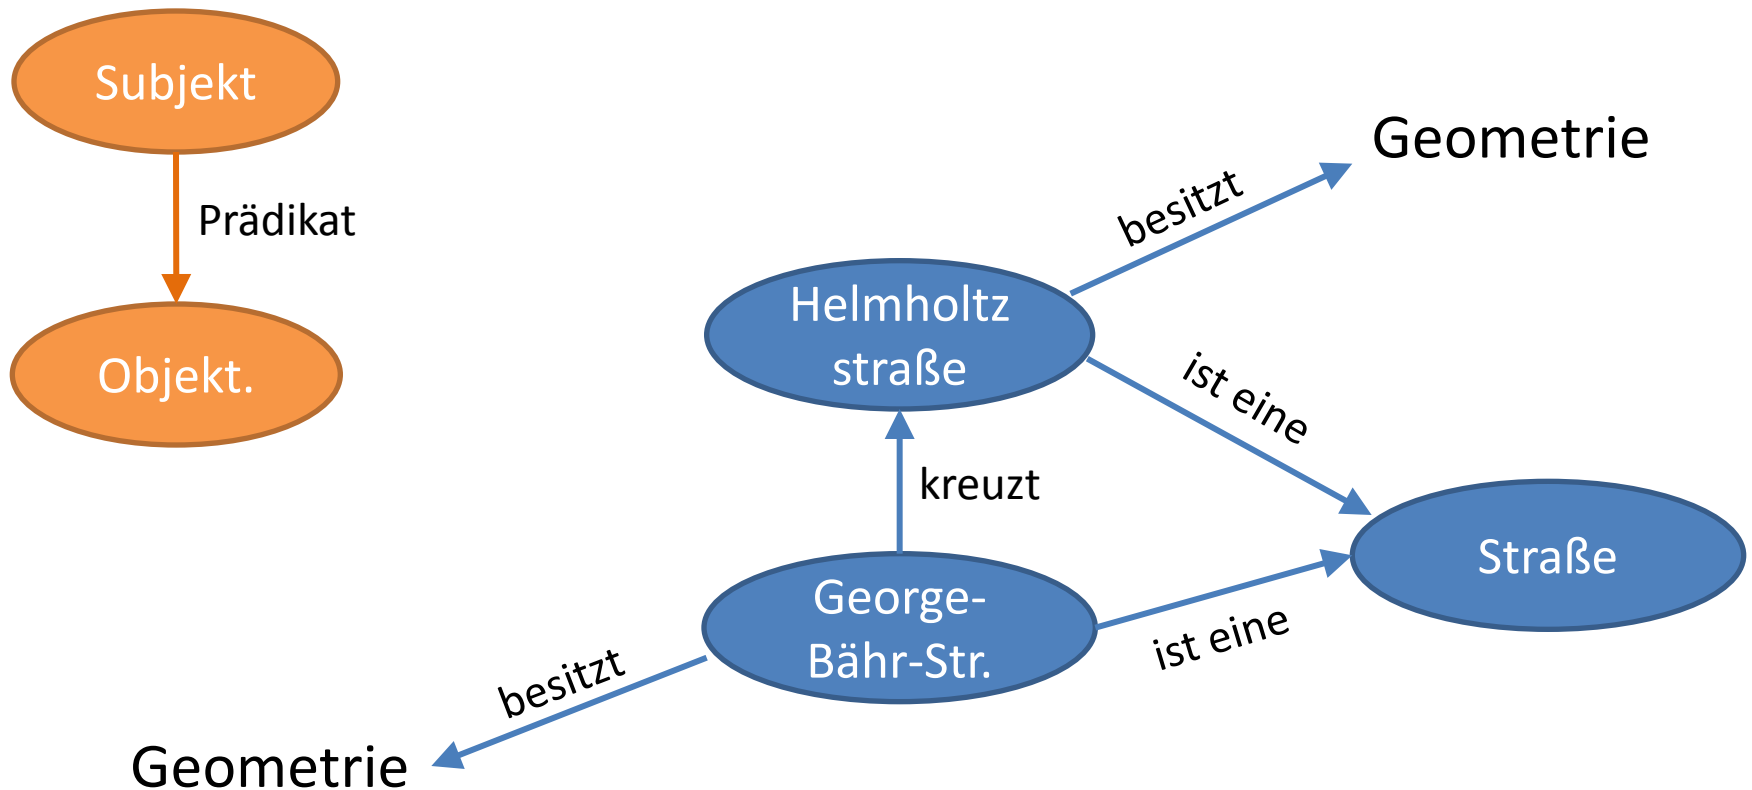 Subjekt
Prädikat
Objekt.
Geometrie
besitzt
Helmholtz
straße
ist eine
kreuzt
Straße
George-
Bähr-Str.
ist eine
besitzt
Geometrie